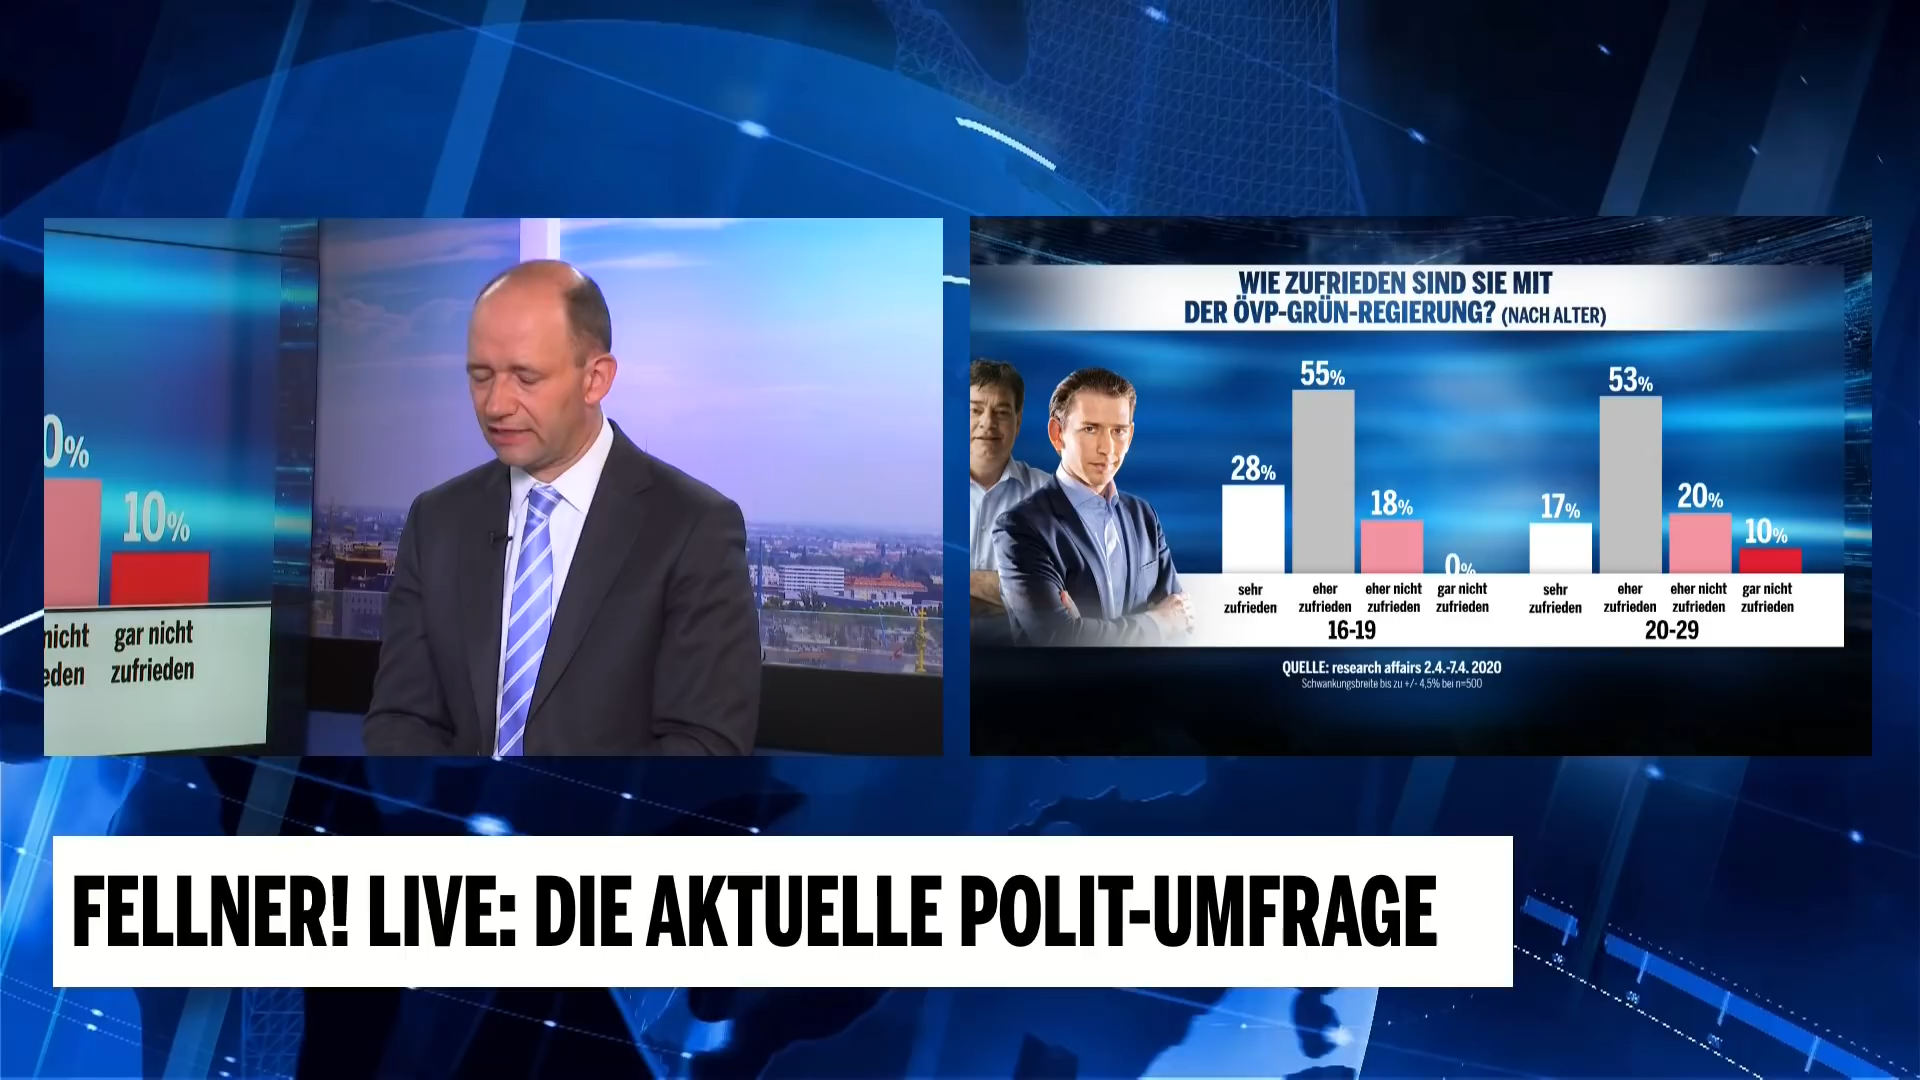 0%
10%
nicht
eden
gar nicht
zufrieden
WIE ZUFRIEDEN SIND SIE MIT
DER ÖVP-GRÜN-REGIERUNG? (NACH ALTER)
55%
53%
28%
18%
0%
17%
20%
10%
sehr
zufrieden
eher
zufrieden
eher nicht
zufrieden
gar nicht
zufrieden
sehr
zufrieden
eher
zufrieden
eher nicht
zufrieden
gar nicht
zufrieden
16-19
20-29
QUELLE: research affairs 2.4.-7.4. 2020
Schwankungsbreite bis zu +/- 4,5% bei n=500
FELLNER! LIVE: DIE AKTUELLE POLIT-UMFRAGE